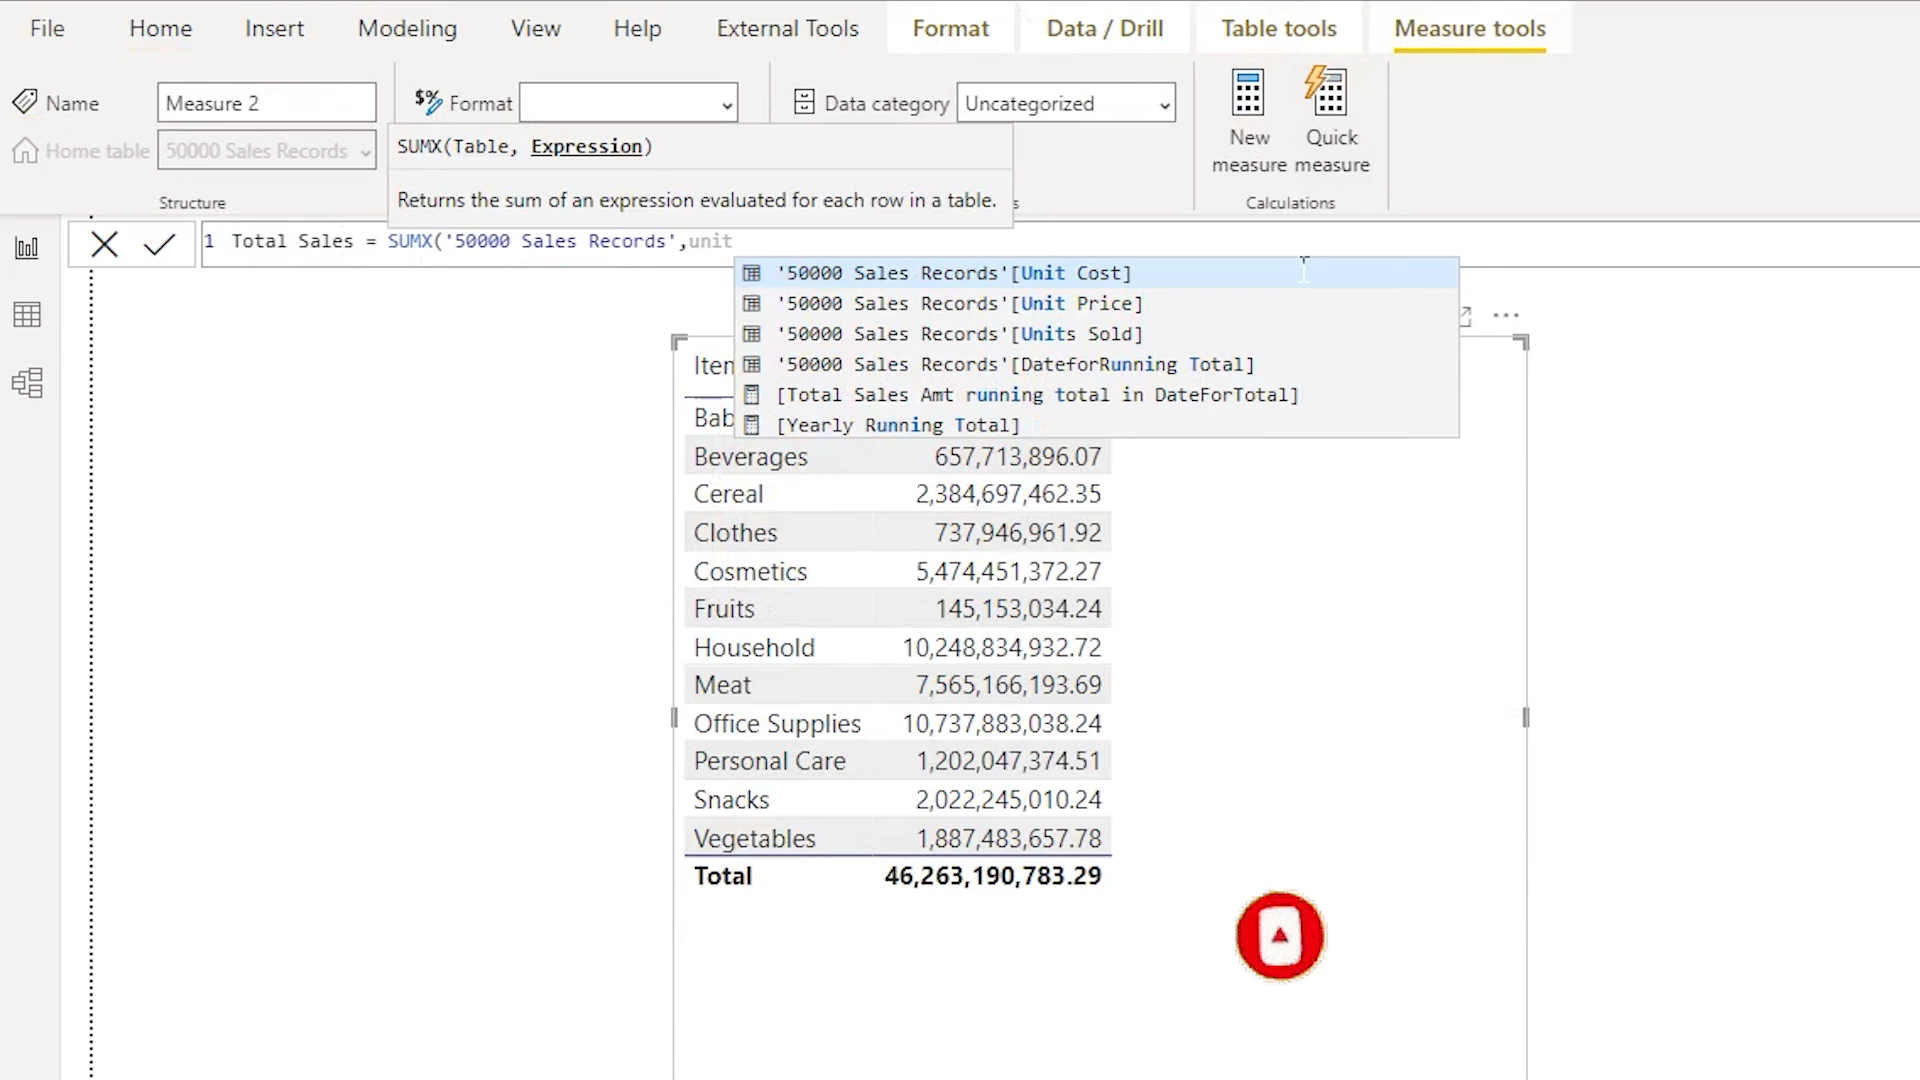 File Home Insert Modeling View Help External Tools Format Data / Drill Table tools Measure tools
Name Measure 2 $% Format Data category Uncategorized
Home table 50000 Sales Records
SUMX(Table, Expression)
Returns the sum of an expression evaluated for each row in a table.
New measure
Quick measure
Structure
Calculations
1 Total Sales = SUMX('50000 Sales Records',unit
'50000 Sales Records'[Unit Cost]
'50000 Sales Records'[Unit Price]
'50000 Sales Records'[Units Sold]
'50000 Sales Records'[DateforRunning Total]
[Total Sales Amt running total in DateForTotal]
[Yearly Running Total]
Beverages 657,713,896.07
Cereal 2,384,697,462.35
Clothes 737,946,961.92
Cosmetics 5,474,451,372.27
Fruits 145,153,034.24
Household 10,248,834,932.72
Meat 7,565,166,193.69
Office Supplies 10,737,883,038.24
Personal Care 1,202,047,374.51
Snacks 2,022,245,010.24
Vegetables 1,887,483,657.78
Total 46,263,190,783.29